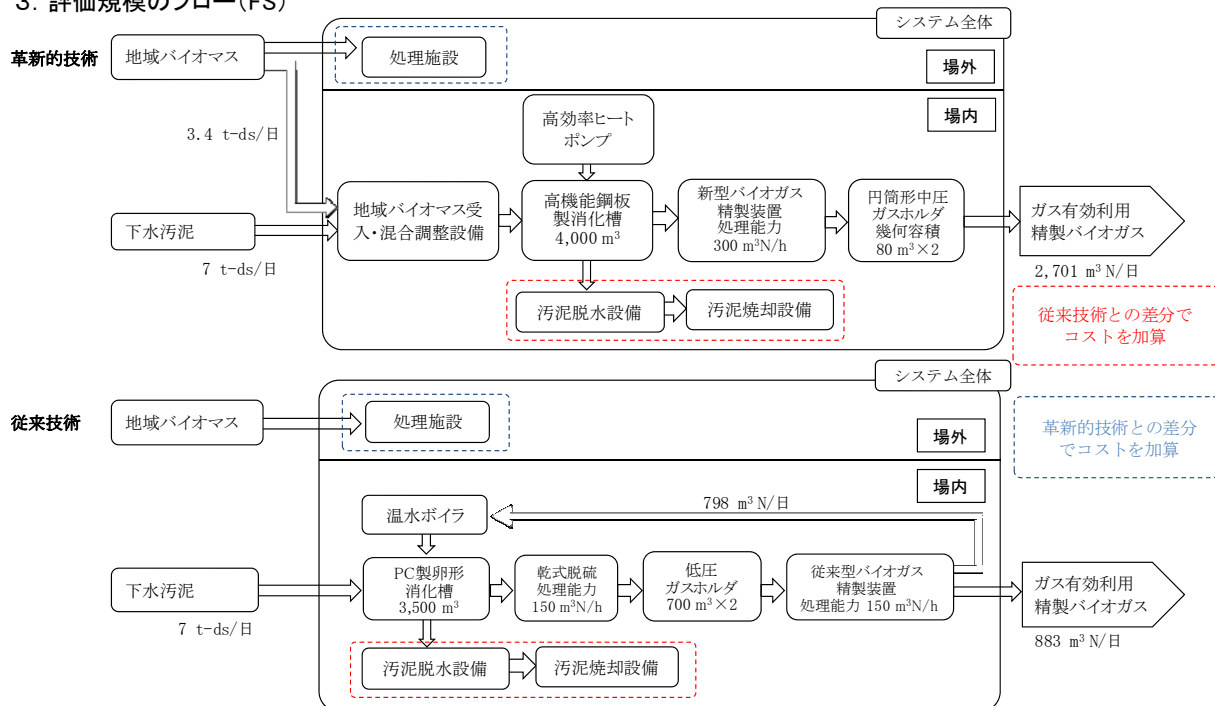 3. 評価規模のフロー(FS)
システム全体
革新的技術
地域バイオマス
処理施設
場外
場内
3.4 t-ds/日
高効率ヒート
ポンプ
地域バイオマス受
入・混合調整設備
高機能鋼板
製消化槽
4,000 m³
新型バイオガス
精製装置
処理能力
300 m³N/h
円筒形中圧
ガスホルダ
幾何容積
80 m³×2
ガス有効利用
精製バイオガス
下水汚泥
7 t-ds/日
2,701 m³N/日
汚泥脱水設備
汚泥焼却設備
従来技術との差分で
コストを加算
システム全体
従来技術
地域バイオマス
処理施設
場外
革新的技術との差分
でコストを加算
場内
798 m³N/日
温水ボイラ
下水汚泥
7 t-ds/日
PC製卵形
消化槽
3,500 m³
乾式脱硫
処理能力
150 m³N/h
低圧
ガスホルダ
700 m³×2
従来型バイオガス
精製装置
処理能力 150 m³N/h
ガス有効利用
精製バイオガス
883 m³N/日
汚泥脱水設備
汚泥焼却設備